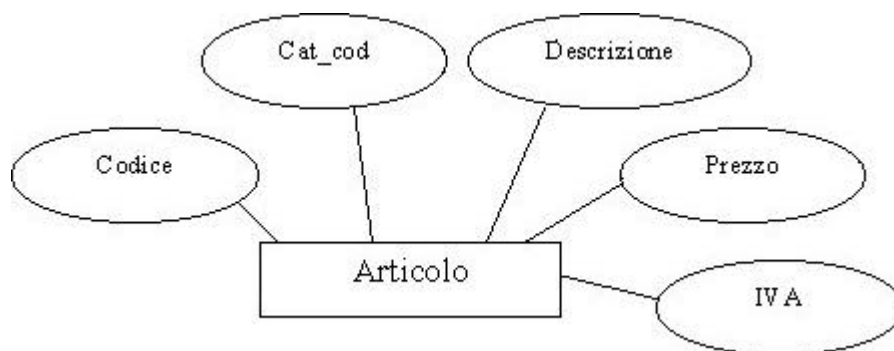 Cat_cod
Descrizione
Codice
Prezzo
Articolo
IVA